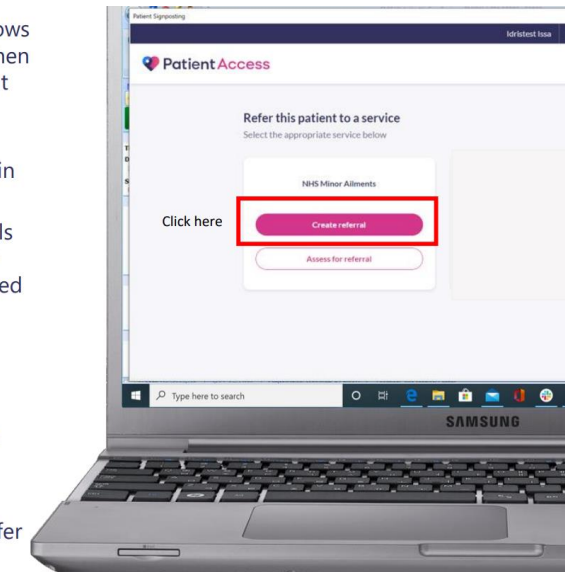 ows
hen
t
in
ls
ed
fer
Patient Signposting
Idristest Issa
Patient Access
Refer this patient to a service
Select the appropriate service below
NHS Minor Ailments
Click here
Create referral
Assess for referral
Type here to search
SAMSUNG